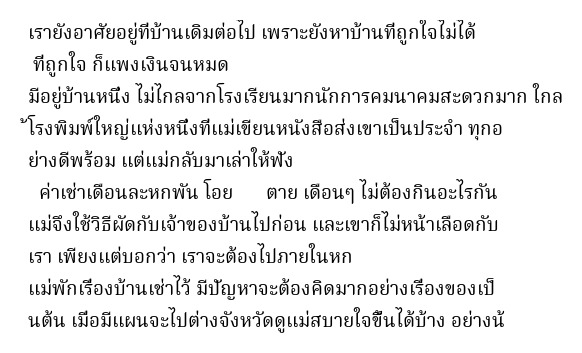 เรายังอาศัยอยู่ที่บ้านเดิมต่อไป เพราะยังหาบ้านที่ถูกใจไม่ได้
ที่ถูกใจ ก็แพงเงินจนหมด
มีอยู่บ้านหนึ่ง ไม่ไกลจากโรงเรียนมากนักการคมนาคมสะดวกมาก ใกล
้โรงพิมพ์ใหญ่แห่งหนึ่งที่แม่เขียนหนังสือส่งเขาเป็นประจำ ทุกอ
ย่างดีพร้อม แต่แม่กลับมาเล่าให้ฟัง
ค่าเช่าเดือนละหกพัน โอย ตาย เดือนๆ ไม่ต้องกินอะไรกัน
แม่จึงใช้วิธีผัดกับเจ้าของบ้านไปก่อน และเขาก็ไม่หน้าเลือดกับ
เรา เพียงแต่บอกว่า เราจะต้องไปภายในหก
แม่พักเรื่องบ้านเช่าไว้ มีปัญหาจะต้องคิดมากอย่างเรื่องของเป็
นต้น เมื่อมีแผนจะไปต่างจังหวัดดูแม่สบายใจขึ้นได้บ้าง อย่างน้